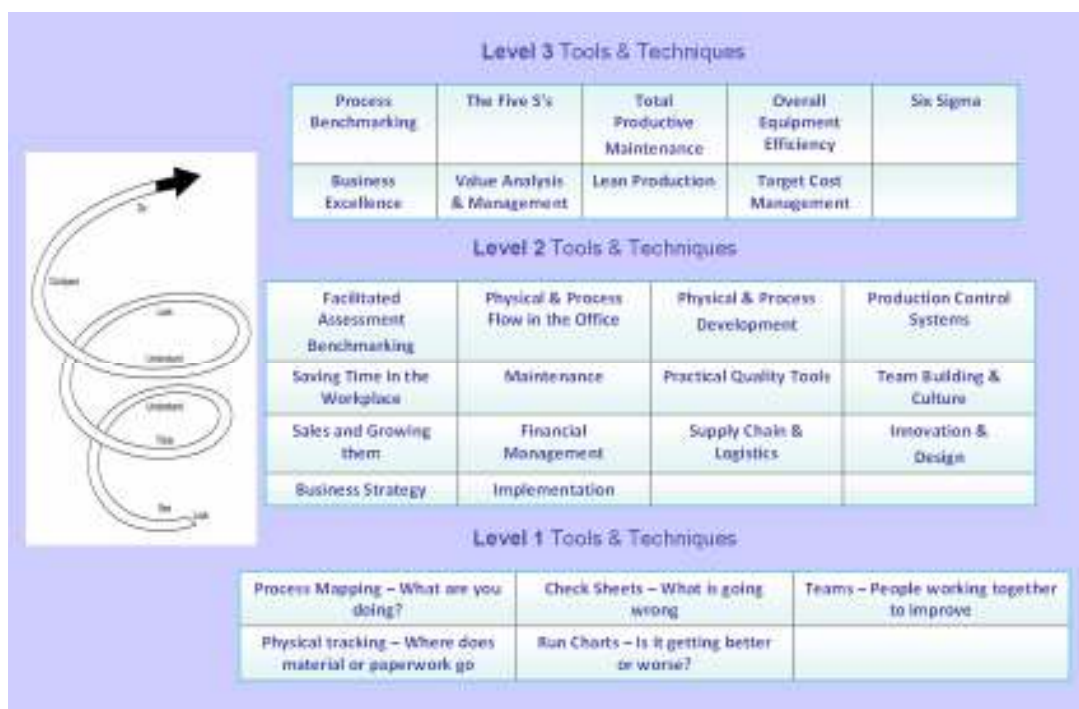 Level 3 Tools & Techniques
Process
Benchmarking
The Five S's
Total
Productive
Maintenance
Overall
Equipment
Efficiency
Six Sigma
Business
Excellence
Value Analysis
& Management
Lean Production
Target Cost
Management
Level 2 Tools & Techniques
Facilitated
Assessment
Benchmarking
Physical & Process
Flow in the Office
Physical & Process
Development
Production Control
Systems
Saving Time in the
Workplace
Maintenance
Practical Quality Tools
Team Building &
Culture
Sales and Growing
them
Financial
Management
Supply Chain &
Logistics
Innovation &
Design
Business Strategy
Implementation
Level 1 Tools & Techniques
Process Mapping – What are you
doing?
Check Sheets – What is going
wrong
Teams – People working together
to improve
Physical tracking – Where does
material or paperwork go
Run Charts – Is it getting better
or worse?